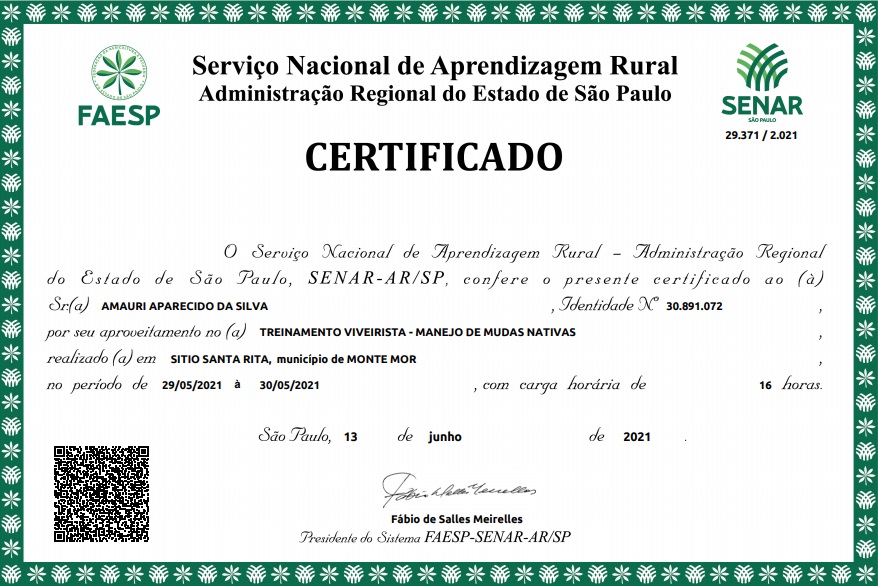 Serviço Nacional de Aprendizagem Rural
Administração Regional do Estado de São Paulo
FAESP
SENAR
SÃO PAULO
29.371 / 2.021
CERTIFICADO
O Serviço Nacional de Aprendizagem Rural – Administração Regional
do Estado de São Paulo, SENAR-AR/SP, confere o presente certificado ao (à)
Sr.(a) AMAURI APARECIDO DA SILVA , Identidade Nº 30.891.072 ,
por seu aproveitamento no (a) TREINAMENTO VIVEIRISTA - MANEJO DE MUDAS NATIVAS ,
realizado (a) em SITIO SANTA RITA, município de MONTE MOR ,
no período de 29/05/2021 à 30/05/2021 , com carga horária de 16 horas.
São Paulo, 13 de junho de 2021 .
Fábio de Salles Meirelles
Fábio de Salles Meirelles
Presidente do Sistema FAESP-SENAR-AR/SP